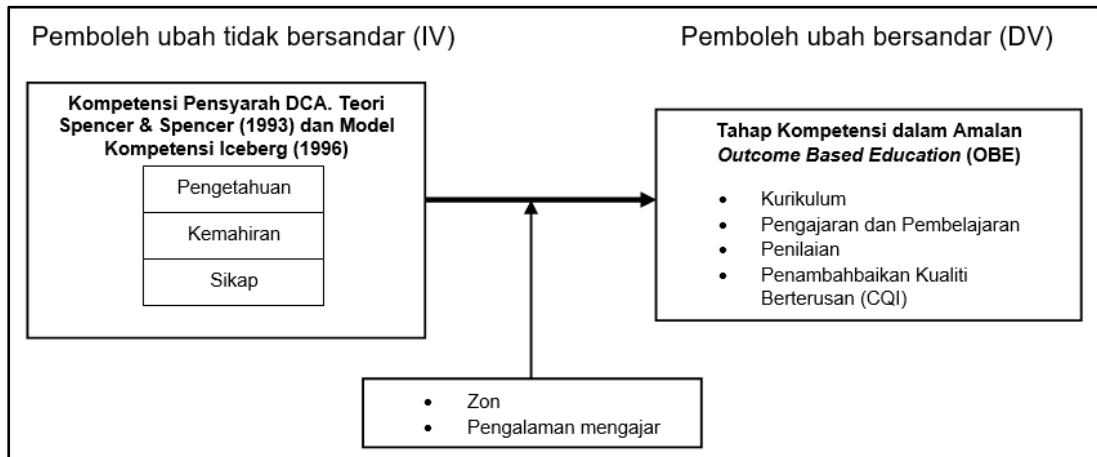 Pemboleh ubah tidak bersandar (IV)
Pemboleh ubah bersandar (DV)
Kompetensi Pensyarah DCA. Teori
Spencer & Spencer (1993) dan Model
Kompetensi Iceberg (1996)
Pengetahuan
Kemahiran
Sikap
Tahap Kompetensi dalam Amalan
Outcome Based Education (OBE)
• Kurikulum
• Pengajaran dan Pembelajaran
• Penilaian
• Penambahbaikan Kualiti
Berterusan (CQI)
• Zon
• Pengalaman mengajar